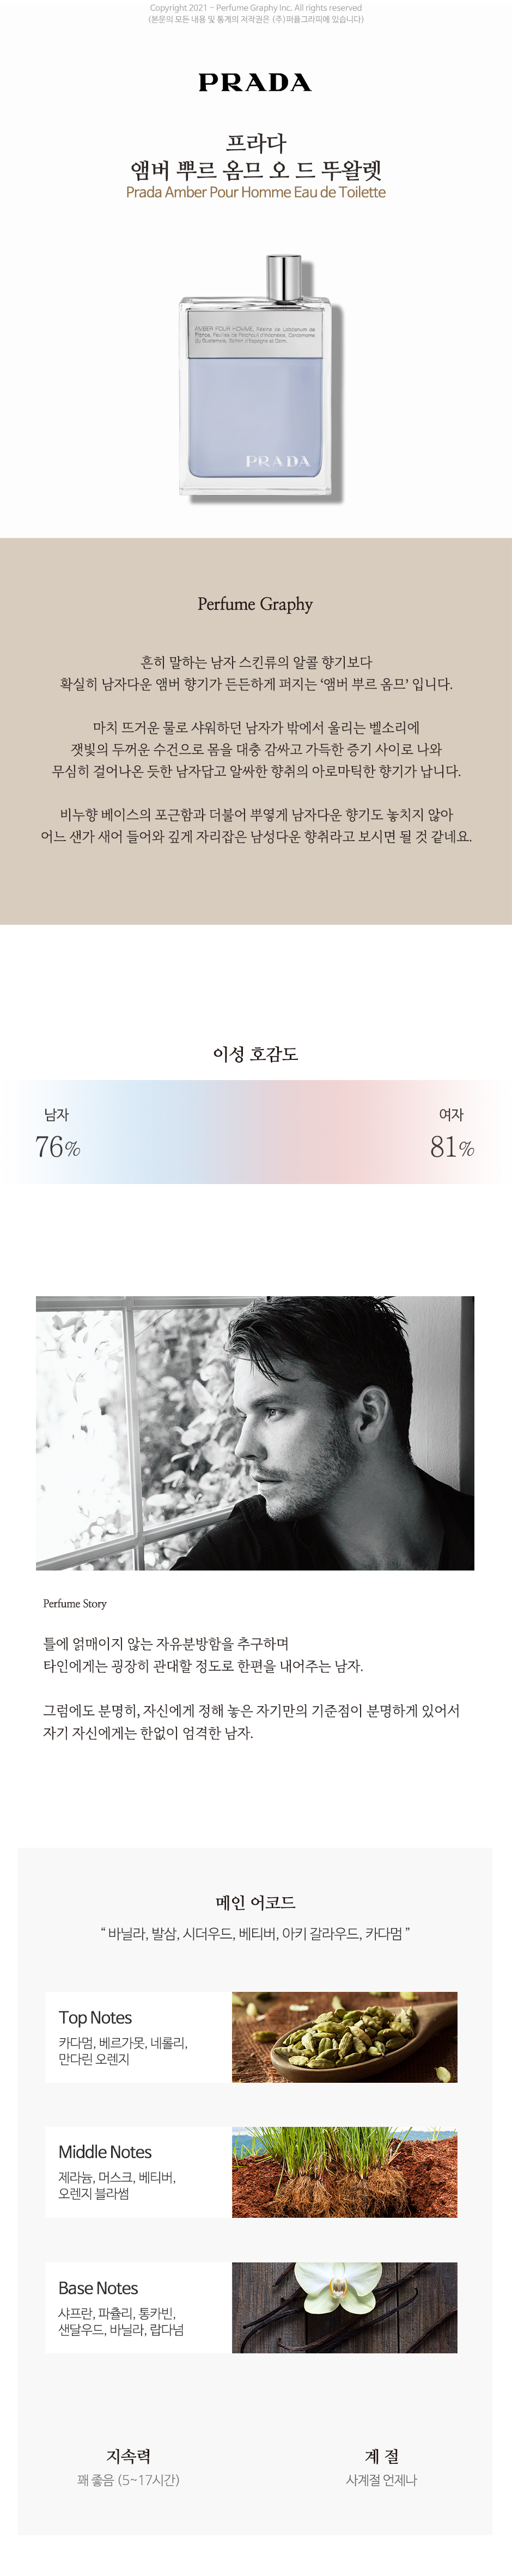 Copyright 2021 - Perfume Graphy Inc. All rights reserved
(본문의 모든 내용 및 통계의 저작권은 (주)퍼퓸그라피에 있습니다)
PRADA
프라다
앰버 뿌르 옴므 오 드 뚜왈렛
Prada Amber Pour Homme Eau de Toilette
AMBER POUR HOMME, Résine de Labdanum de
France, Feuilles de Patchouli d'Indonésie, Cardamome
du Guatemala, Safran d'Espagne et Daim.
PRADA
Perfume Graphy
흔히 말하는 남자 스킨류의 알콜 향기보다
확실히 남자다운 앰버 향기가 든든하게 퍼지는 ‘앰버 뿌르 옴므’ 입니다.
마치 뜨거운 물로 샤워하던 남자가 밖에서 울리는 벨소리에
잿빛의 두꺼운 수건으로 몸을 대충 감싸고 가득한 증기 사이로 나와
무심히 걸어나온 듯한 남자답고 알싸한 향취의 아로마틱한 향기가 납니다.
비누향 베이스의 포근함과 더불어 부옇게 남자다운 향기도 놓치지 않아
어느 샌가 새어 들어와 깊게 자리잡은 남성다운 향취라고 보시면 될 것 같네요.
이성 호감도
남자 여자
76% 81%
Perfume Story
틀에 얽매이지 않는 자유분방함을 추구하며
타인에게는 굉장히 관대할 정도로 한편을 내어주는 남자.
그럼에도 분명히, 자신에게 정해 놓은 자기만의 기준점이 분명하게 있어서
자기 자신에게는 한없이 엄격한 남자.
메인 어코드
“ 바닐라, 발삼, 시더우드, 베티버, 아키 갈라우드, 카다멈 ”
Top Notes
카다멈, 베르가못, 네롤리,
만다린 오렌지
Middle Notes
제라늄, 머스크, 베티버,
오렌지 블라썸
Base Notes
샤프란, 파츌리, 통카빈,
샌달우드, 바닐라, 랍다넘
지속력 계 절
꽤 좋음 (5~17시간) 사계절 언제나